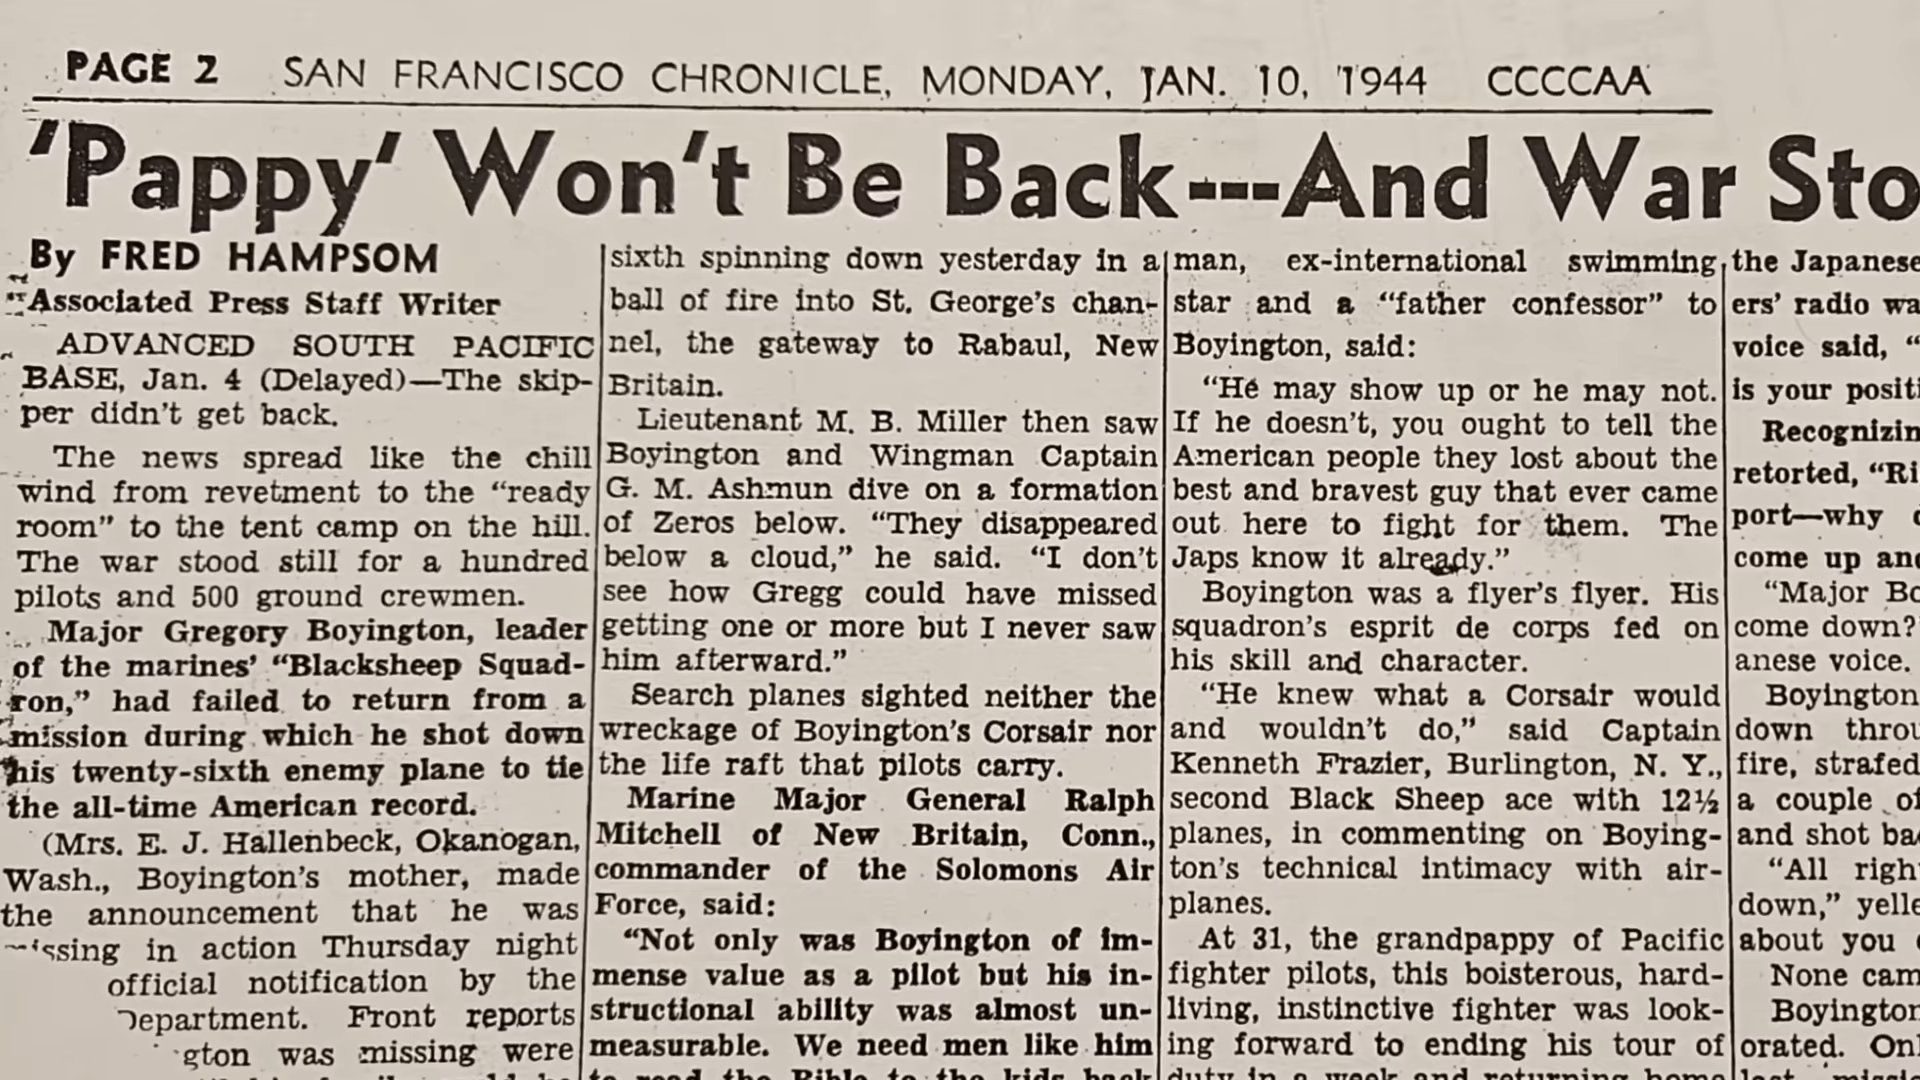 PAGE 2 SAN FRANCISCO CHRONICLE, MONDAY, JAN. 10, 1944 CCCCAA
'Pappy' Won't Be Back---And War Sto
By FRED HAMPSOM
Associated Press Staff Writer
ADVANCED SOUTH PACIFIC
BASE, Jan. 4 (Delayed)—The skip-
per didn't get back.
The news spread like the chill
wind from revetment to the "ready
room" to the tent camp on the hill.
The war stood still for a hundred
pilots and 500 ground crewmen.
Major Gregory Boyington, leader
of the marines' "Blacksheep Squad-
ron," had failed to return from a
mission during which he shot down
his twenty-sixth enemy plane to tie
the all-time American record.
(Mrs. E. J. Hallenbeck, Okanogan,
Wash., Boyington's mother, made
the announcement that he was
ssing in action Thursday night
official notification by the
epartment. Front reports
gton was missing were
sixth spinning down yesterday in a
ball of fire into St. George's chan-
nel, the gateway to Rabaul, New
Britain.
Lieutenant M. B. Miller then saw
Boyington and Wingman Captain
G. M. Ashmun dive on a formation
of Zeros below. "They disappeared
below a cloud," he said. "I don't
see how Gregg could have missed
getting one or more but I never saw
him afterward."
Search planes sighted neither the
wreckage of Boyington's Corsair nor
the life raft that pilots carry.
Marine Major General Ralph
Mitchell of New Britain, Conn.,
commander of the Solomons Air
Force, said:
"Not only was Boyington of im-
mense value as a pilot but his in-
structional ability was almost un-
measurable. We need men like him
to read the Bible to the kids back
man, ex-international swimming
star and a "father confessor" to
Boyington, said:
"He may show up or he may not.
If he doesn't, you ought to tell the
American people they lost about the
best and bravest guy that ever came
out here to fight for them. The
Japs know it already."
Boyington was a flyer's flyer. His
squadron's esprit de corps fed on
his skill and character.
"He knew what a Corsair would
and wouldn't do," said Captain
Kenneth Frazier, Burlington, N. Y.,
second Black Sheep ace with 12½
planes, in commenting on Boying-
ton's technical intimacy with air-
planes.
At 31, the grandpappy of Pacific
fighter pilots, this boisterous, hard-
living, instinctive fighter was look-
ing forward to ending his tour of
duty in a week and returning home
the Japanese
ers' radio wa
voice said, "
is your positi
Recognizin
retorted, "Ri
port—why
come up and
"Major Bo
come down?
anese voice.
Boyington
down throu
fire, strafed
a couple of
and shot ba
"All righ
down," yelle
about you
None cam
Boyington
orated. Onl